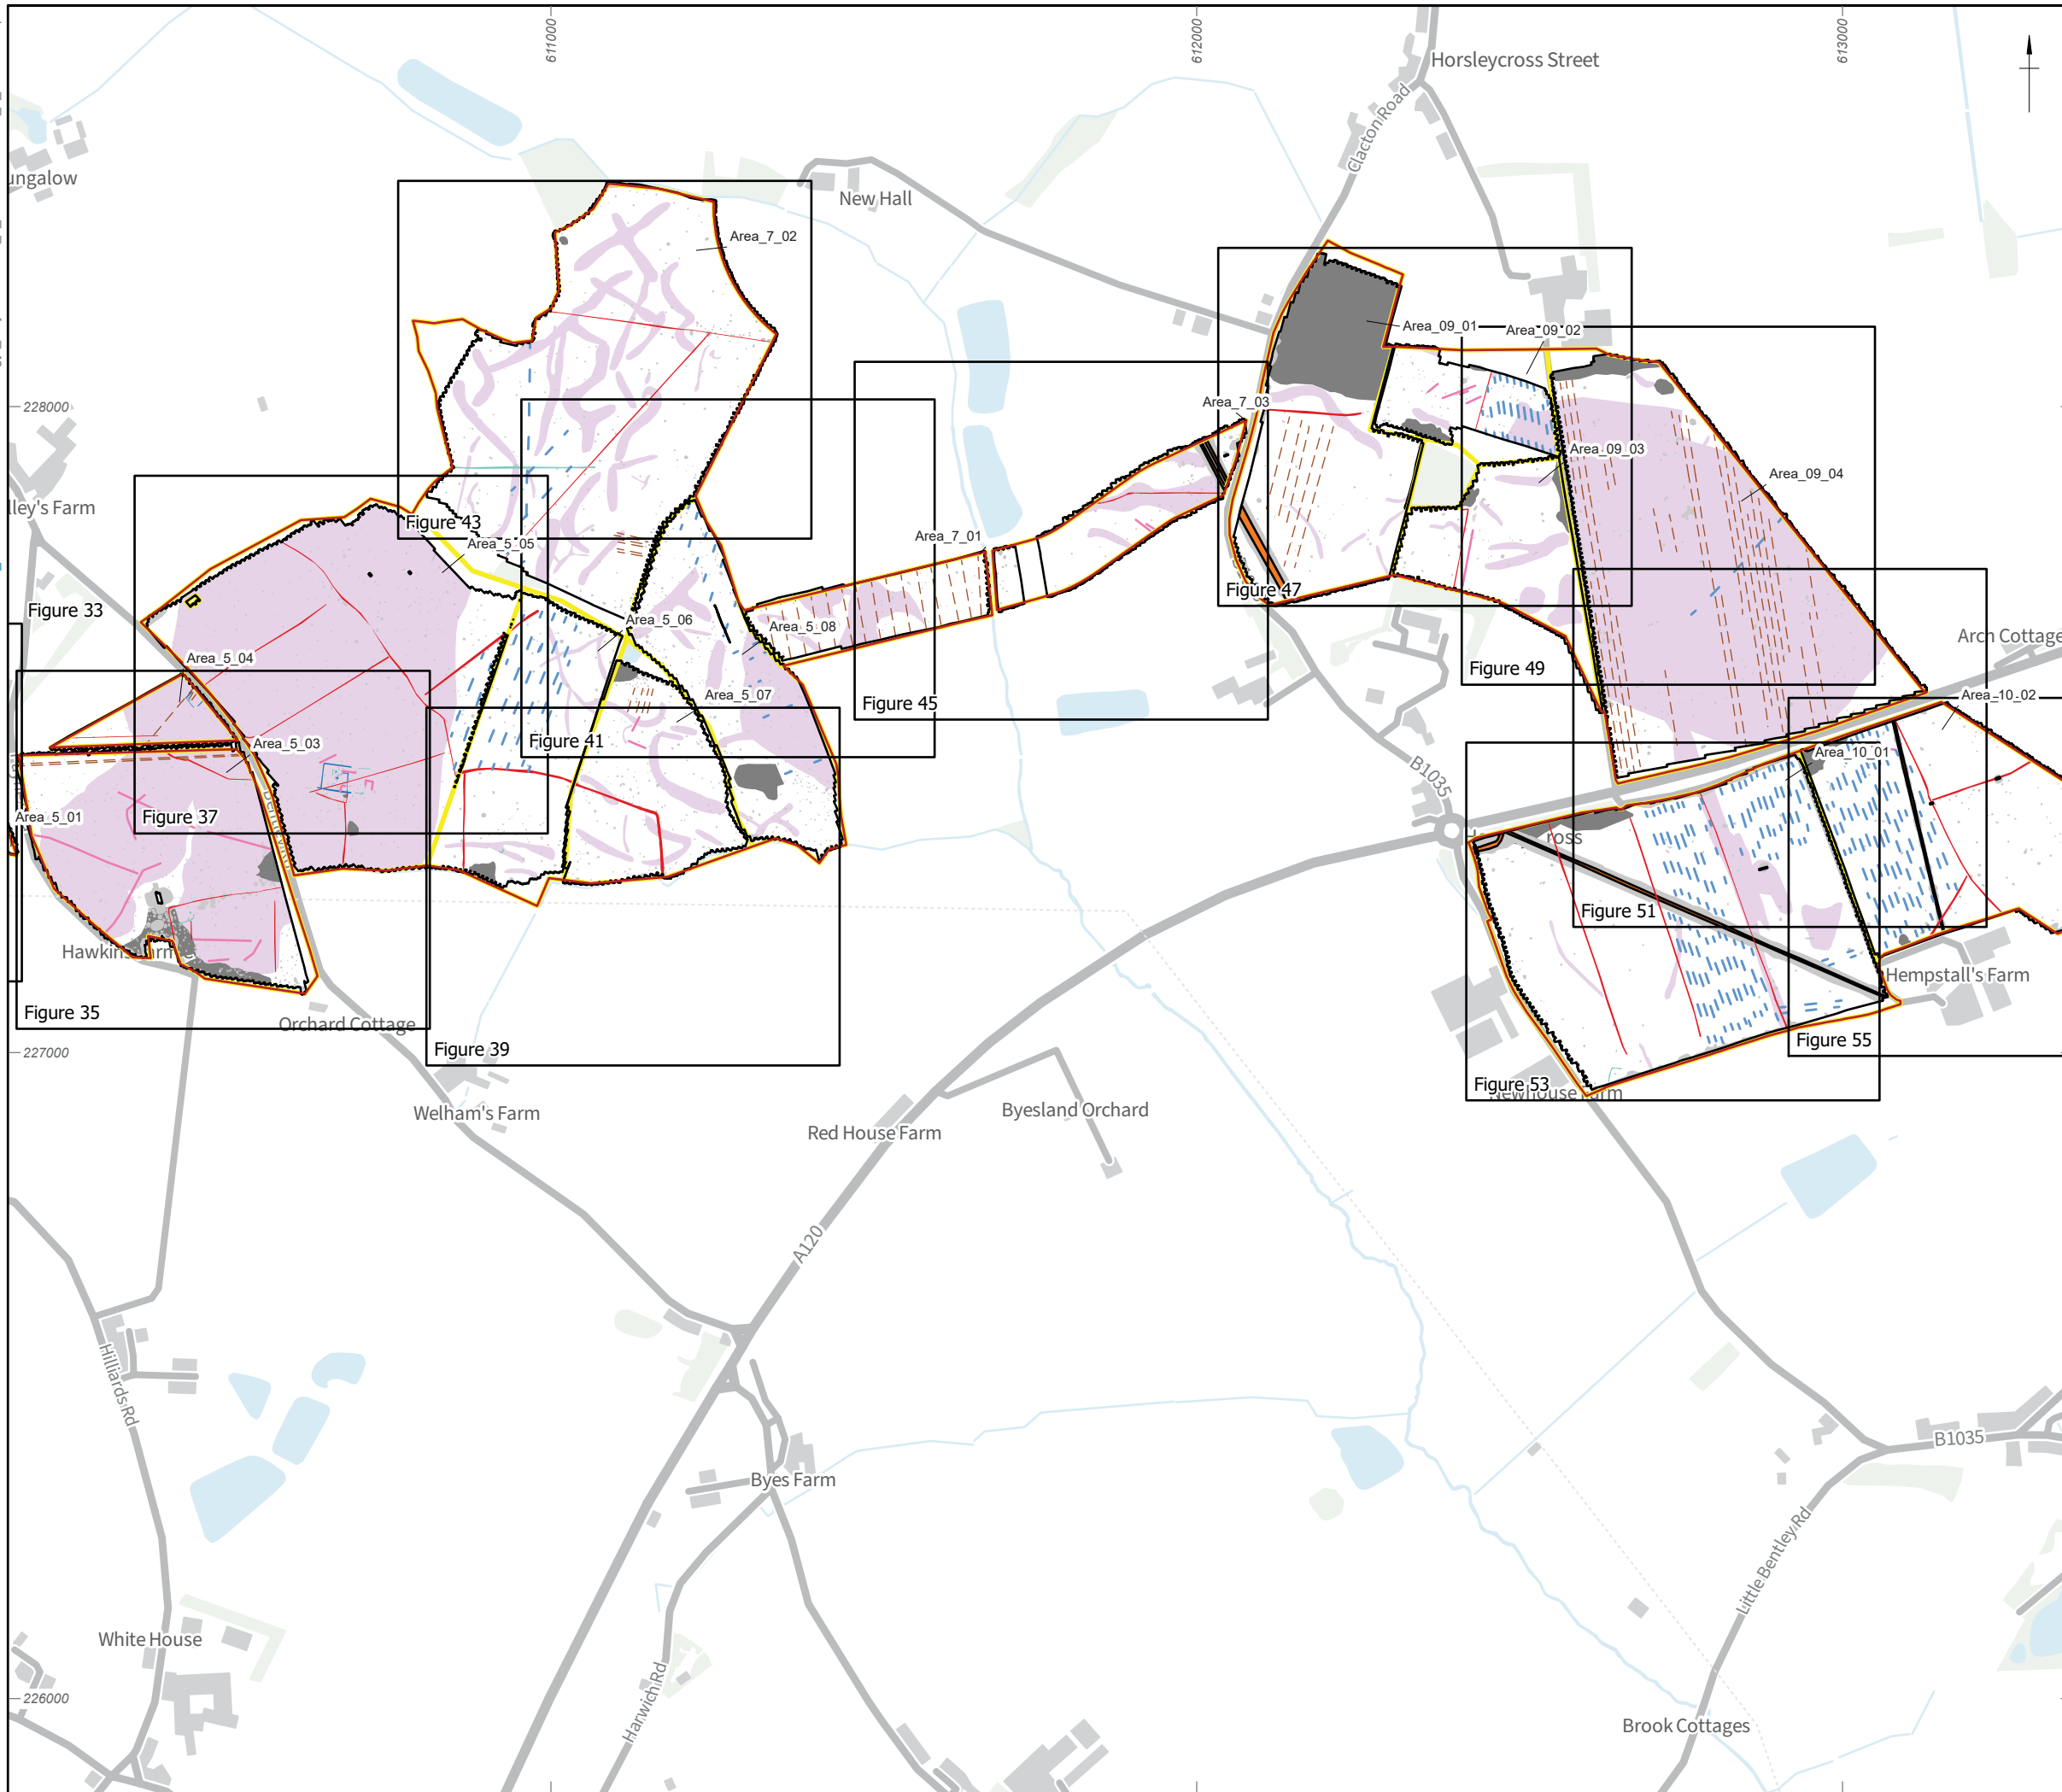 611000
612000
613000
Horsleycross Street
Clacton Road
ungalow
New Hall
Area_7_02
Area_09_01
Area_09_02
228000
Area_7_03
Area_09_03
Area_09_04
lley's Farm
Figure 43
Area_5_05
Area_7_01
Figure 47
Figure 33
Area_5_06
Area_5_08
Arch Cottage
Area_5_04
Figure 49
Area_5_07
Area_10_02
Figure 45
Area_5_03
Figure 41
Area_10_01
B1035
Area_5_01
Figure 37
ross
Figure 51
Hawkins Farm
Hempstall's Farm
Figure 35
Orchard Cottage
Figure 39
227000
Figure 55
Figure 53
Newhouse Farm
Welham's Farm
Byesland Orchard
Red House Farm
A120
Hilliards Rd
B1035
Byes Farm
Little Bentley Rd
White House
Harwich Rd
226000
Brook Cottages